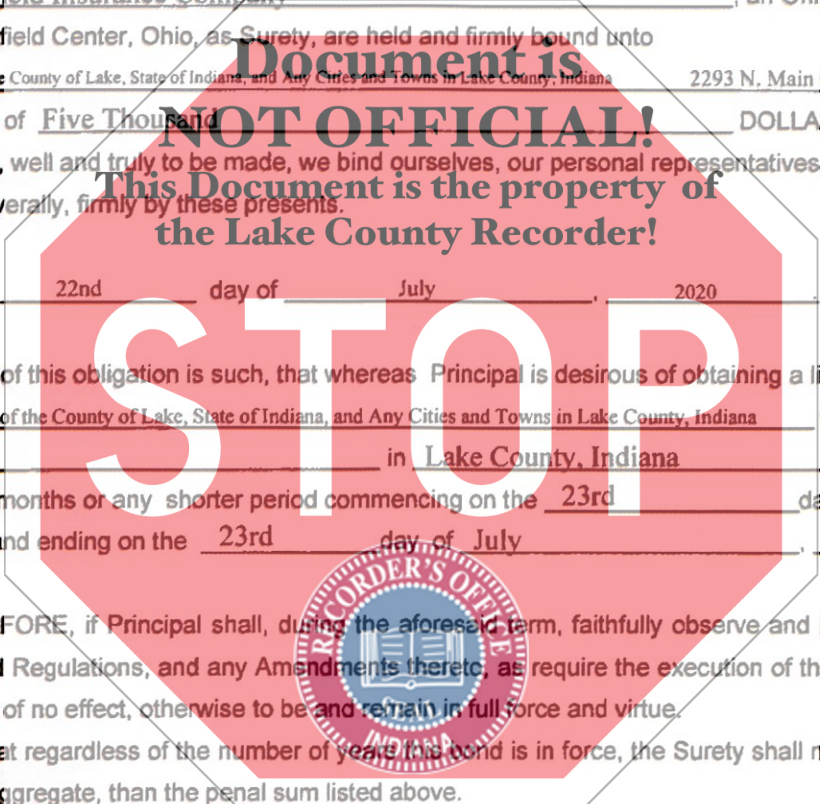 Insurance Company
field Center, Ohio, as Surety, are held and firmly bound unto
Document is
County of Lake, State of Indiana, and Any Cities and Towns in Lake County, Indiana 2293 N. Main
of Five Thousand DOLLA
NOT OFFICIAL!
, well and truly to be made, we bind ourselves, our personal representatives
This Document is the property of
verally, firmly by these presents.
the Lake County Recorder!
22nd day of July , 2020
STOP
of this obligation is such, that whereas Principal is desirous of obtaining a li
of the County of Lake, State of Indiana, and Any Cities and Towns in Lake County, Indiana
in Lake County, Indiana
months or any shorter period commencing on the 23rd da
nd ending on the 23rd day of July ,
RECORDER'S OFFICE
FORE, if Principal shall, during the aforesaid term, faithfully observe and
Regulations, and any Amendments thereto, as require the execution of th
of no effect, otherwise to be and remain in full force and virtue.
INDIANA
at regardless of the number of years this bond is in force, the Surety shall n
ggregate, than the penal sum listed above.